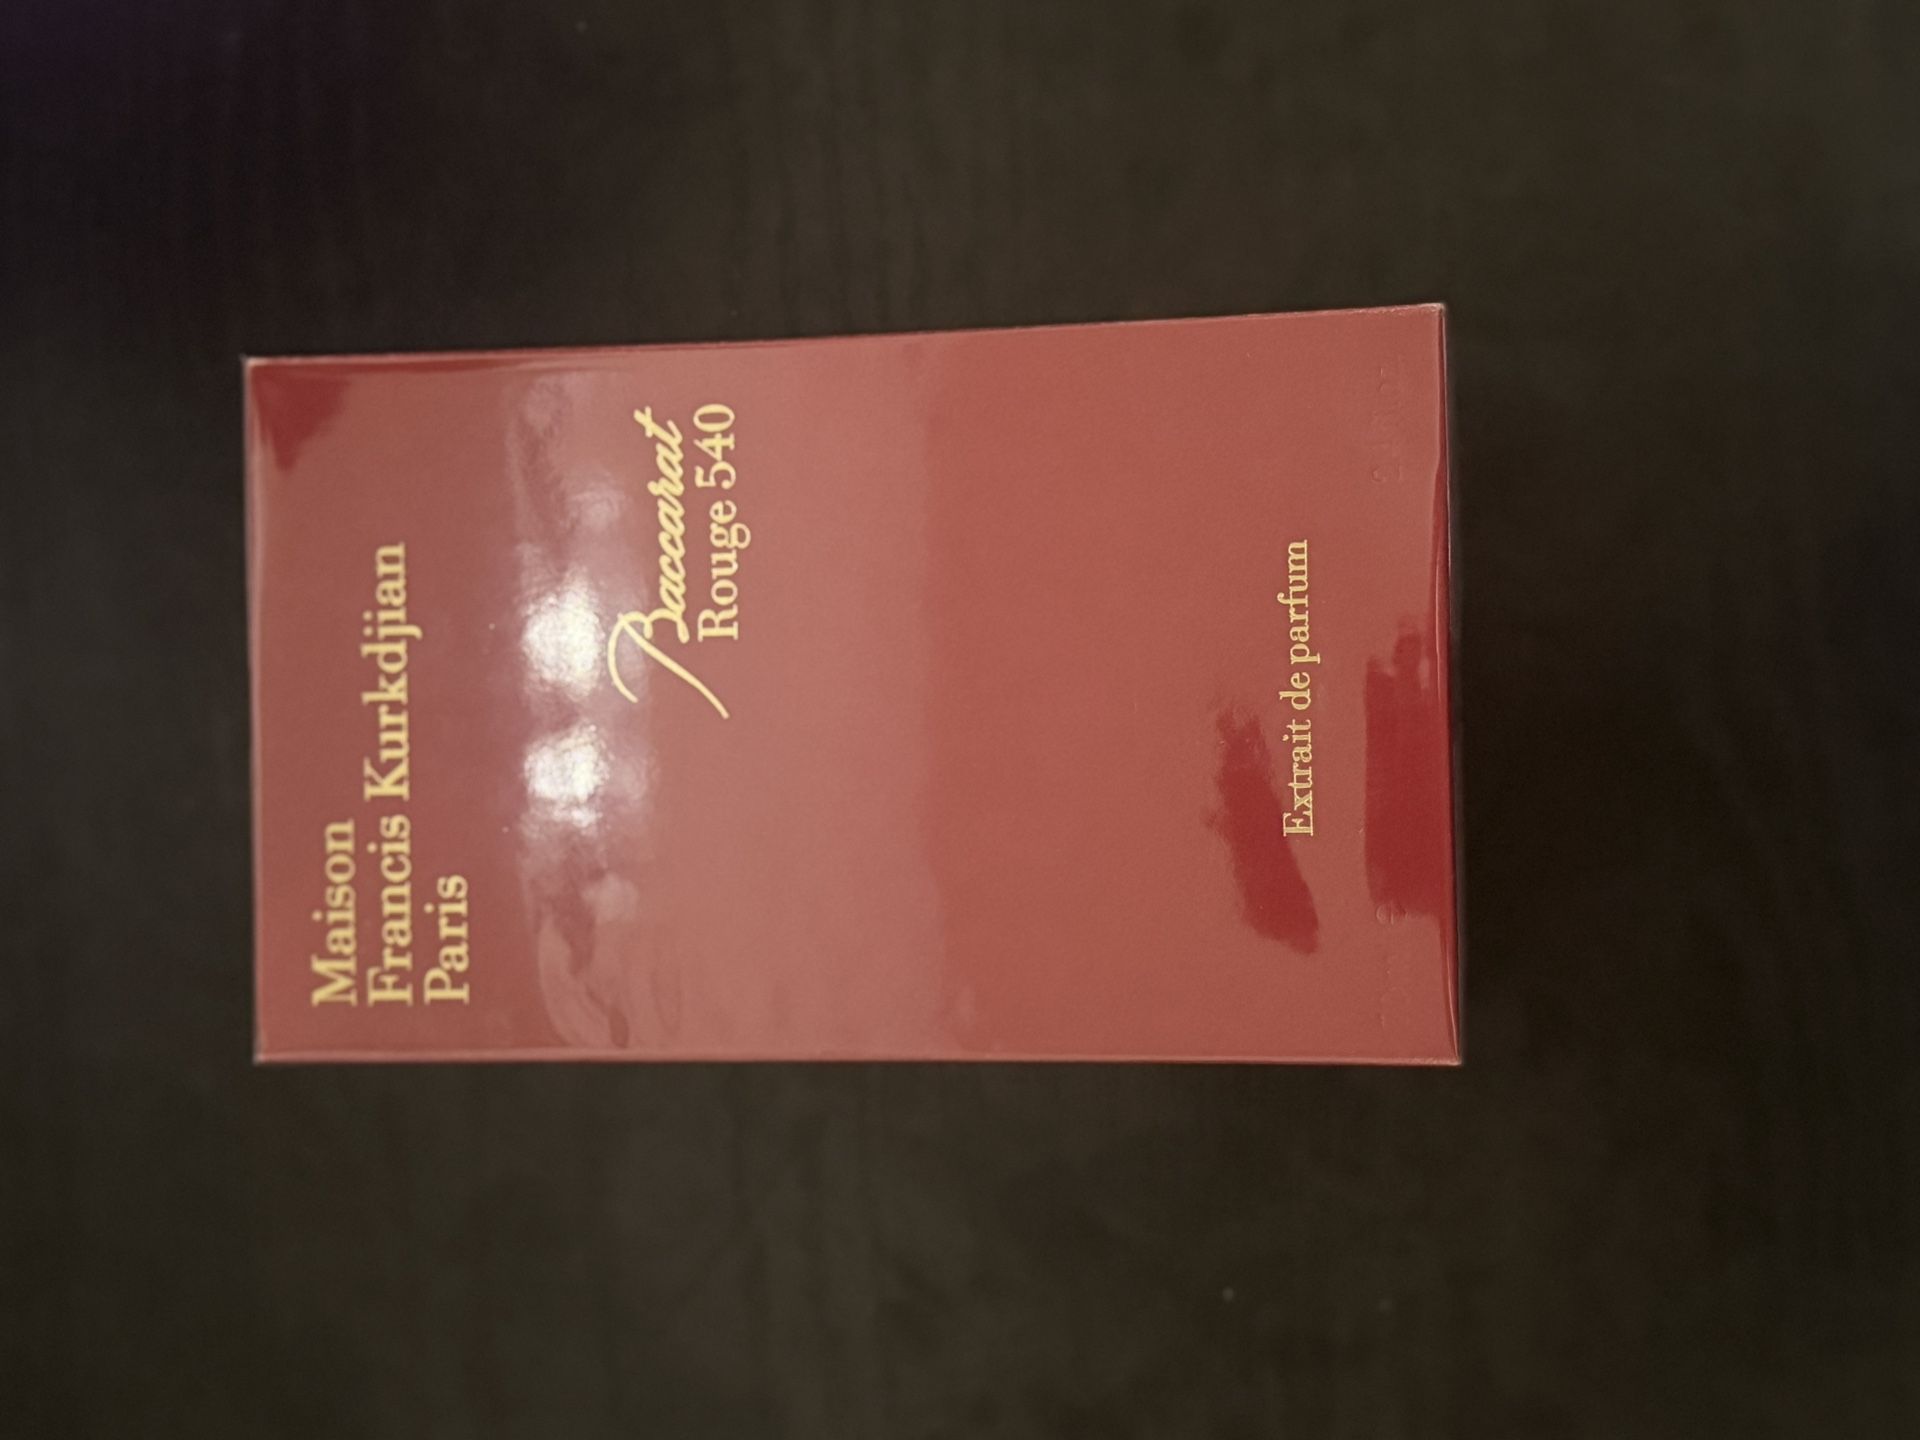 Maison
Francis Kurkdjian
Paris
Baccarat
Rouge 540
Extrait de parfum